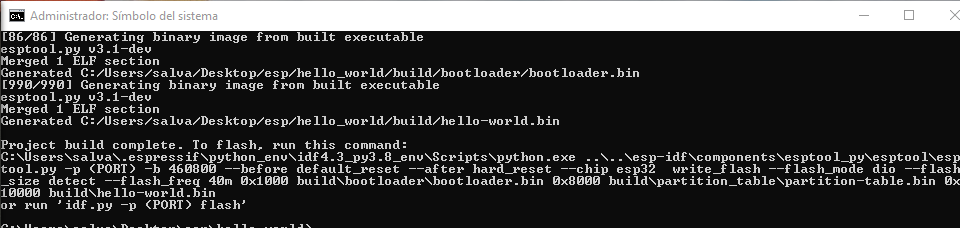 Administrador: Símbolo del sistema
[86/86] Generating binary image from built executable
esptool.py v3.1-dev
Merged 1 ELF section
Generated C:/Users/salva/Desktop/esp/hello_world/build/bootloader/bootloader.bin
[990/990] Generating binary image from built executable
esptool.py v3.1-dev
Merged 1 ELF section
Generated C:/Users/salva/Desktop/esp/hello_world/build/hello-world.bin
Project build complete. To flash, run this command:
C:\Users\salva\.espressif\python_env\idf4.3_py3.8_env\Scripts\python.exe ..\..\esp-idf\components\esptool_py\esptool\esp
tool.py -p (PORT) -b 460800 --before default_reset --after hard_reset --chip esp32  write_flash --flash_mode dio --flash
_size detect --flash_freq 40m 0x1000 build\bootloader\bootloader.bin 0x8000 build\partition_table\partition-table.bin 0x
10000 build\hello-world.bin
or run 'idf.py -p (PORT) flash'
C:\Users\salva\Desktop\esp\hello_world\